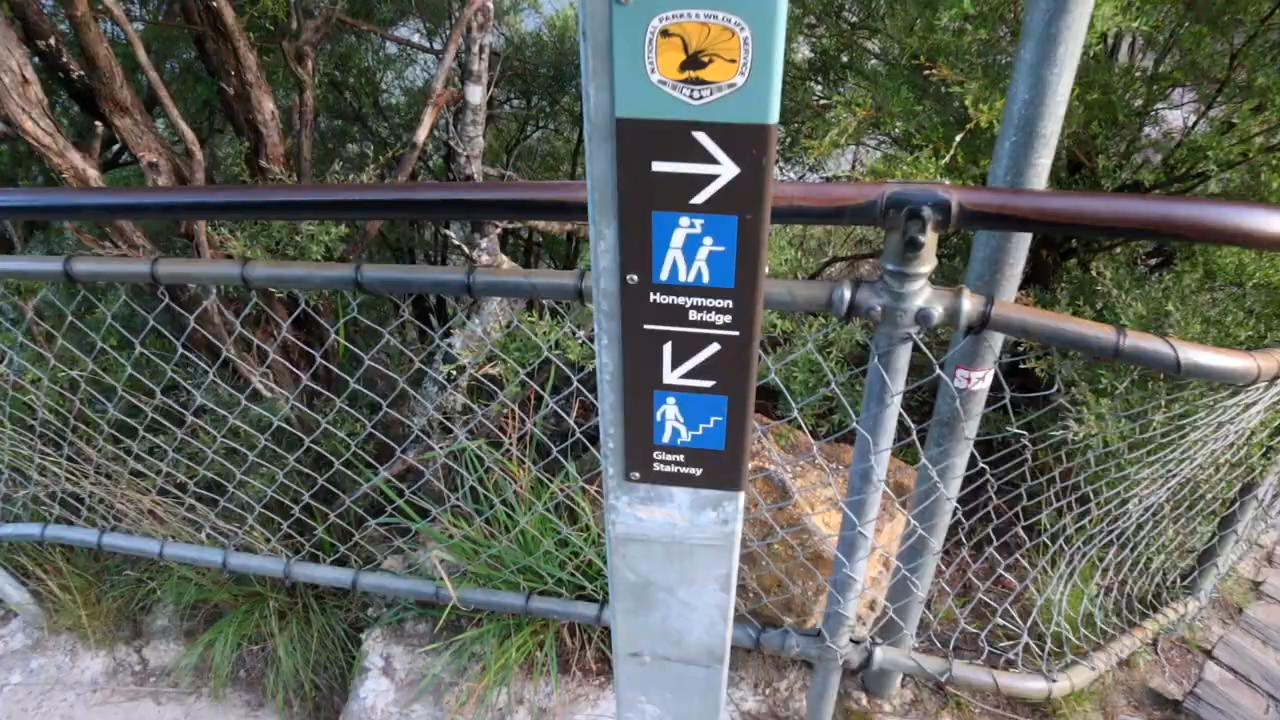 NATIONAL PARKS & WILDLIFE SERVICE
NSW
Honeymoon
Bridge
Giant
Stairway